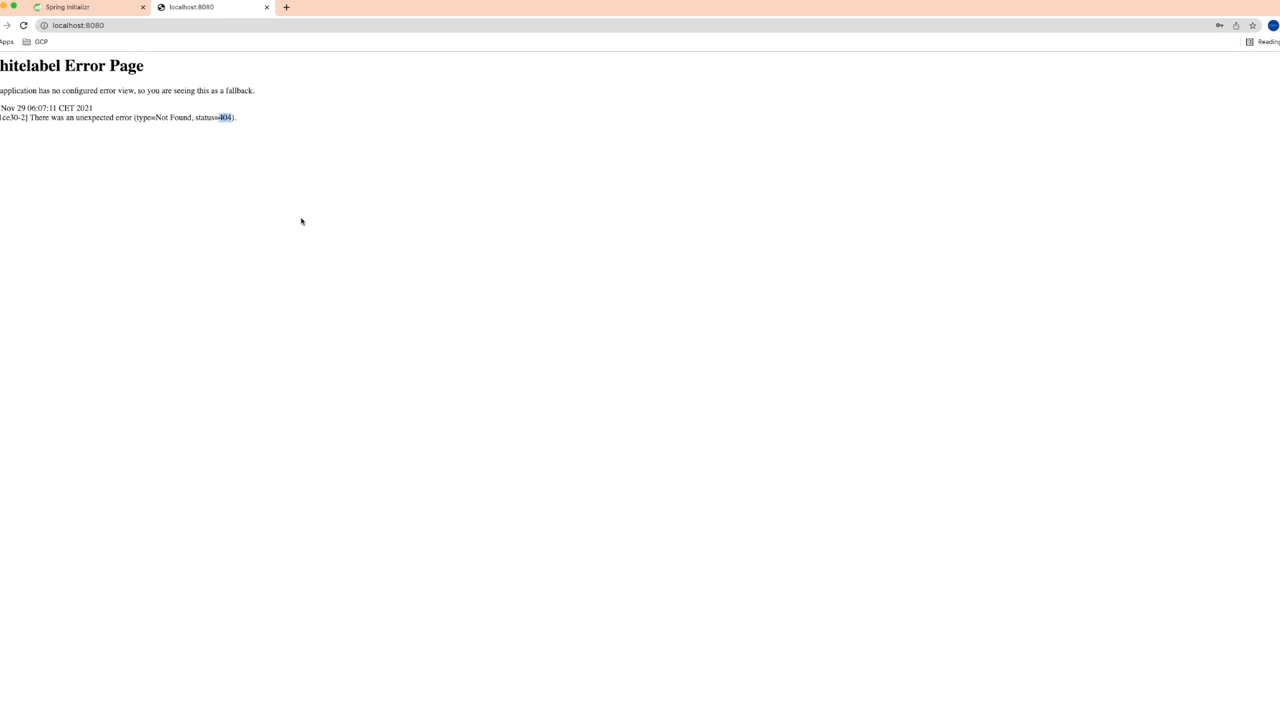 Spring Initializr
localhost:8080
localhost:8080
Apps
GCP
Reading
hitelabel Error Page
application has no configured error view, so you are seeing this as a fallback.
Nov 29 06:07:11 CET 2021
ce30-2] There was an unexpected error (type=Not Found, status=404).